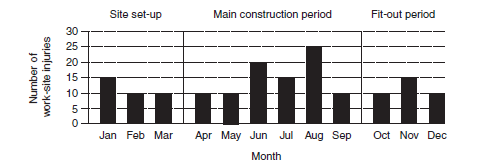 Site set-up Main construction period Fit-out period
Number of
work-site injuries
30
25
20
15
10
5
0
Jan Feb Mar Apr May Jun Jul Aug Sep Oct Nov Dec
Month